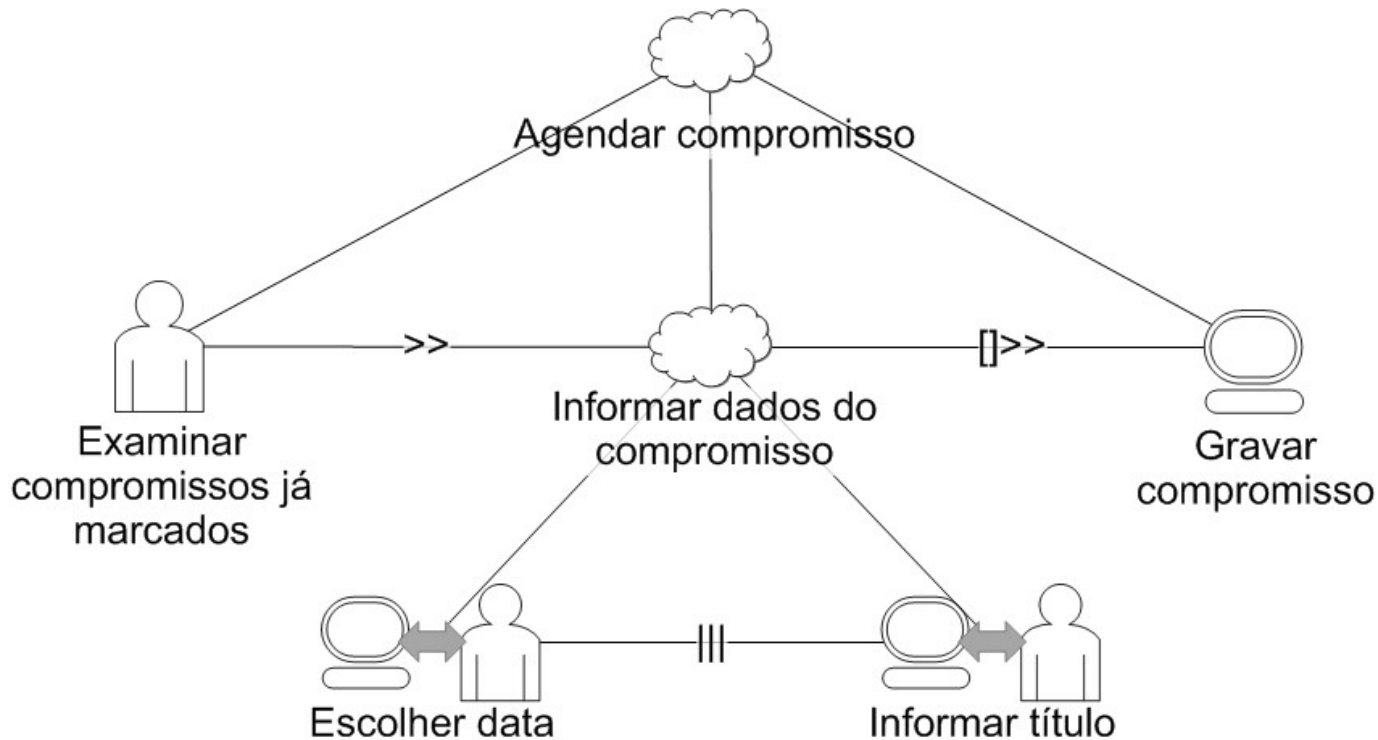 Agendar compromisso
>>
[]>>
Examinar
compromissos já
marcados
Informar dados do
compromisso
Gravar
compromisso
|||
Escolher data
Informar título